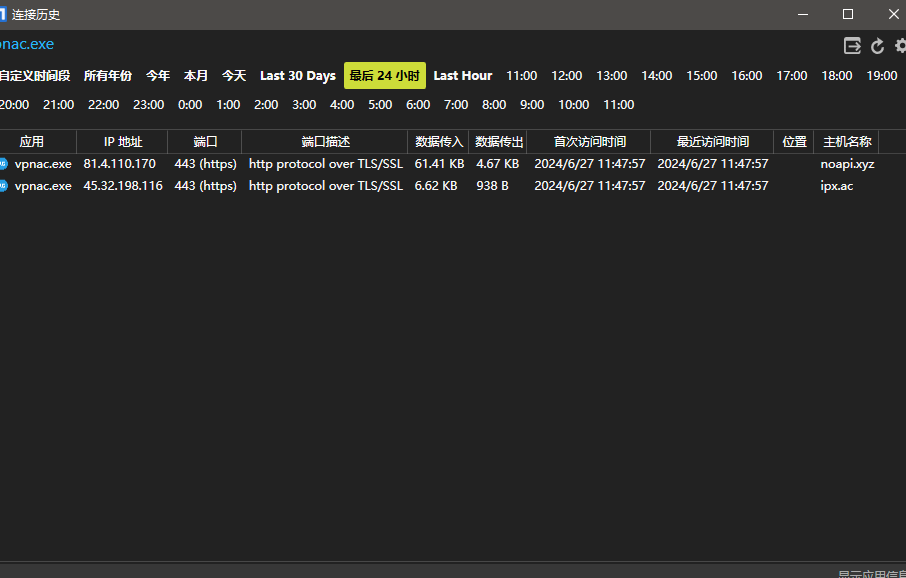 连接历史
pnac.exe
自定义时间段 所有年份 今年 本月 今天 Last 30 Days 最后 24 小时 Last Hour 11:00 12:00 13:00 14:00 15:00 16:00 17:00 18:00 19:00
20:00 21:00 22:00 23:00 0:00 1:00 2:00 3:00 4:00 5:00 6:00 7:00 8:00 9:00 10:00 11:00
应用 IP 地址 端口 端口描述 数据传入 数据传出 首次访问时间 最近访问时间 位置 主机名称
vpnac.exe 81.4.110.170 443 (https) http protocol over TLS/SSL 61.41 KB 4.67 KB 2024/6/27 11:47:57 2024/6/27 11:47:57 noapi.xyz
vpnac.exe 45.32.198.116 443 (https) http protocol over TLS/SSL 6.62 KB 938 B 2024/6/27 11:47:57 2024/6/27 11:47:57 ipx.ac
显示应用信息